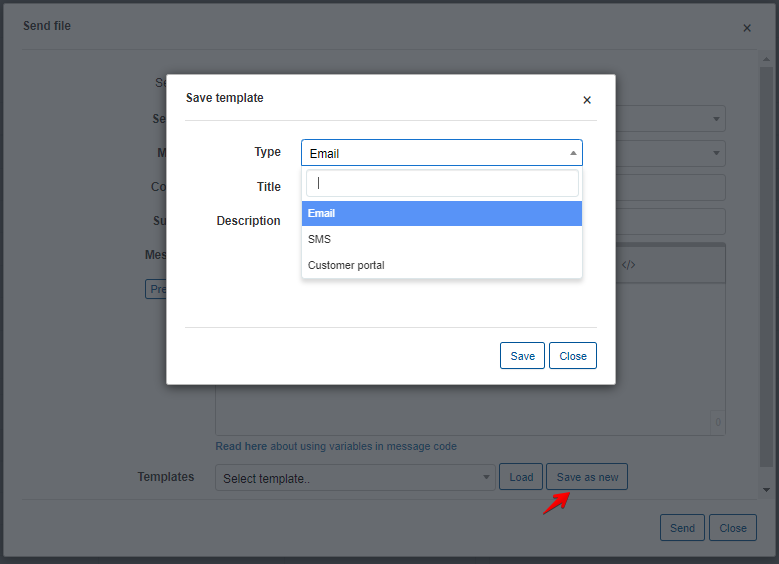 Send file
×
Save template
×
Type
Email
Title
Email
Description
SMS
Customer portal
Se
Se
M
Co
Su
Mes
</>
Pre
Save
Close
0
Read here about using variables in message code
Templates
Select template..
Load
Save as new
Send
Close